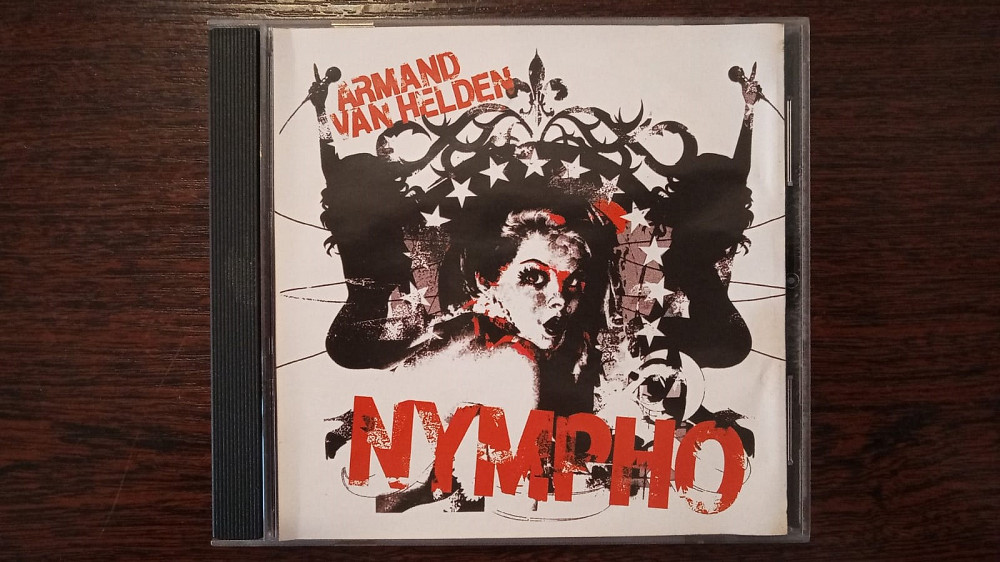 ARMAND
VAN HELDEN
NYMPHO